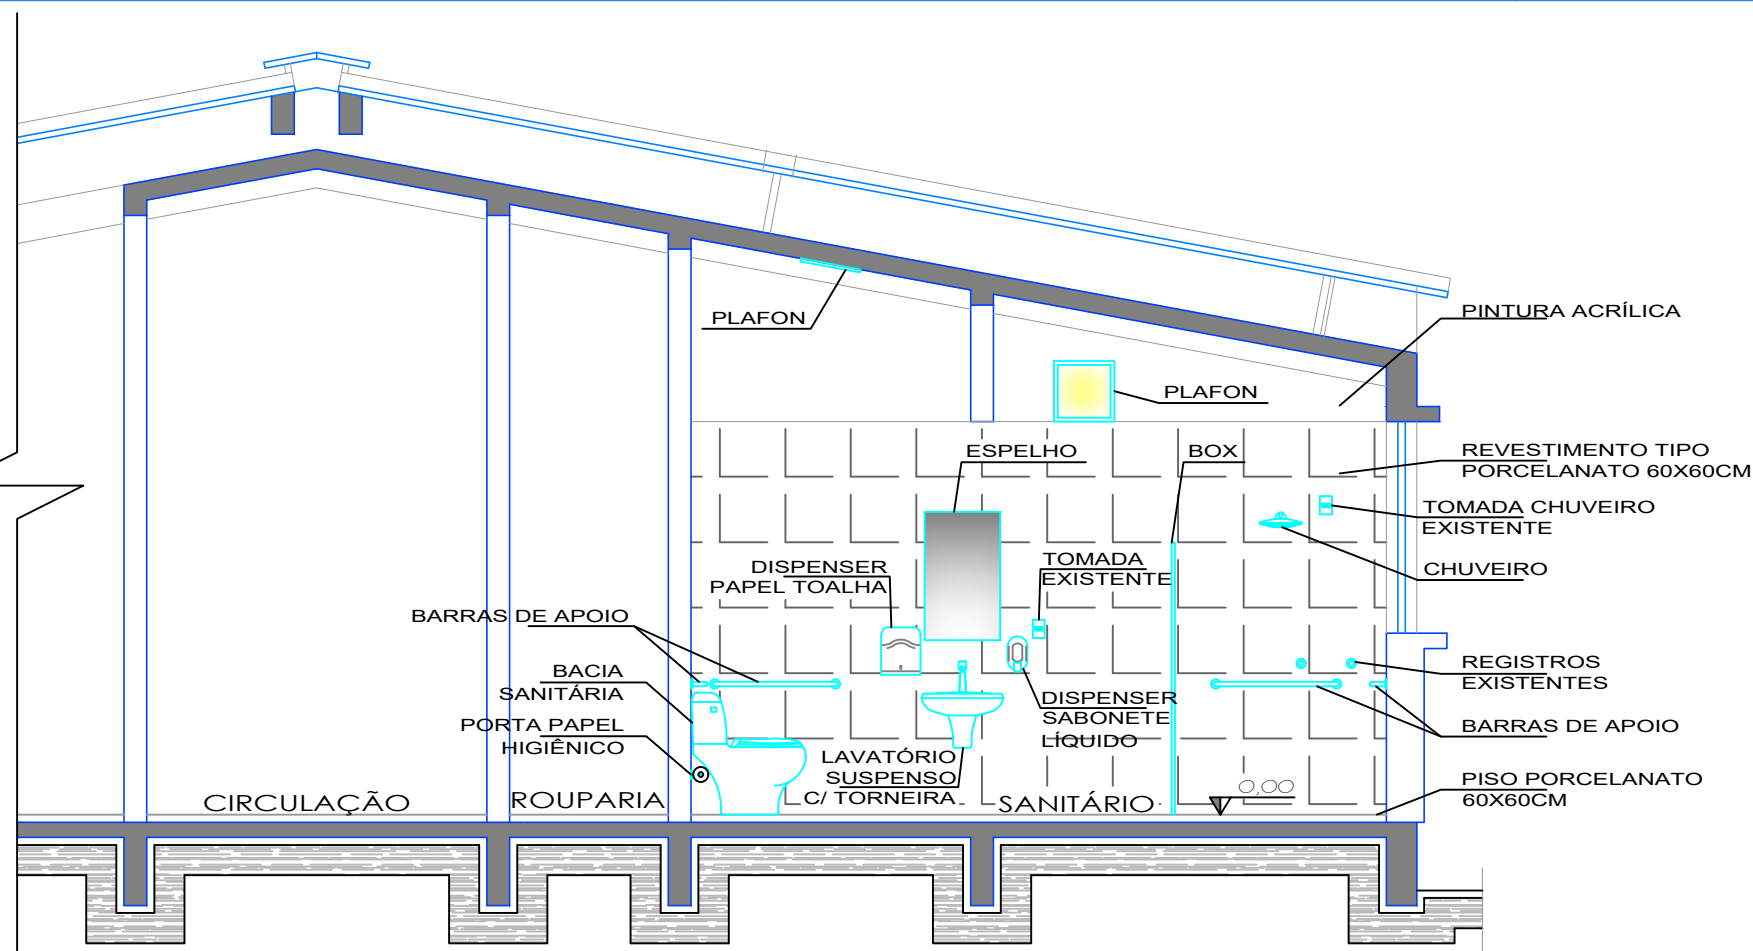 PLAFON
PINTURA ACRÍLICA
PLAFON
ESPELHO
BOX
REVESTIMENTO TIPO
PORCELANATO 60X60CM
TOMADA CHUVEIRO
EXISTENTE
DISPENSER
PAPEL TOALHA
TOMADA
EXISTENTE
CHUVEIRO
BARRAS DE APOIO
BACIA
SANITÁRIA
REGISTROS
EXISTENTES
DISPENSER
SABONETE
LÍQUIDO
PORTA PAPEL
HIGIÊNICO
BARRAS DE APOIO
LAVATÓRIO
SUSPENSO
C/ TORNEIRA
PISO PORCELANATO
60X60CM
0,00
CIRCULAÇÃO
ROUPARIA
SANITÁRIO